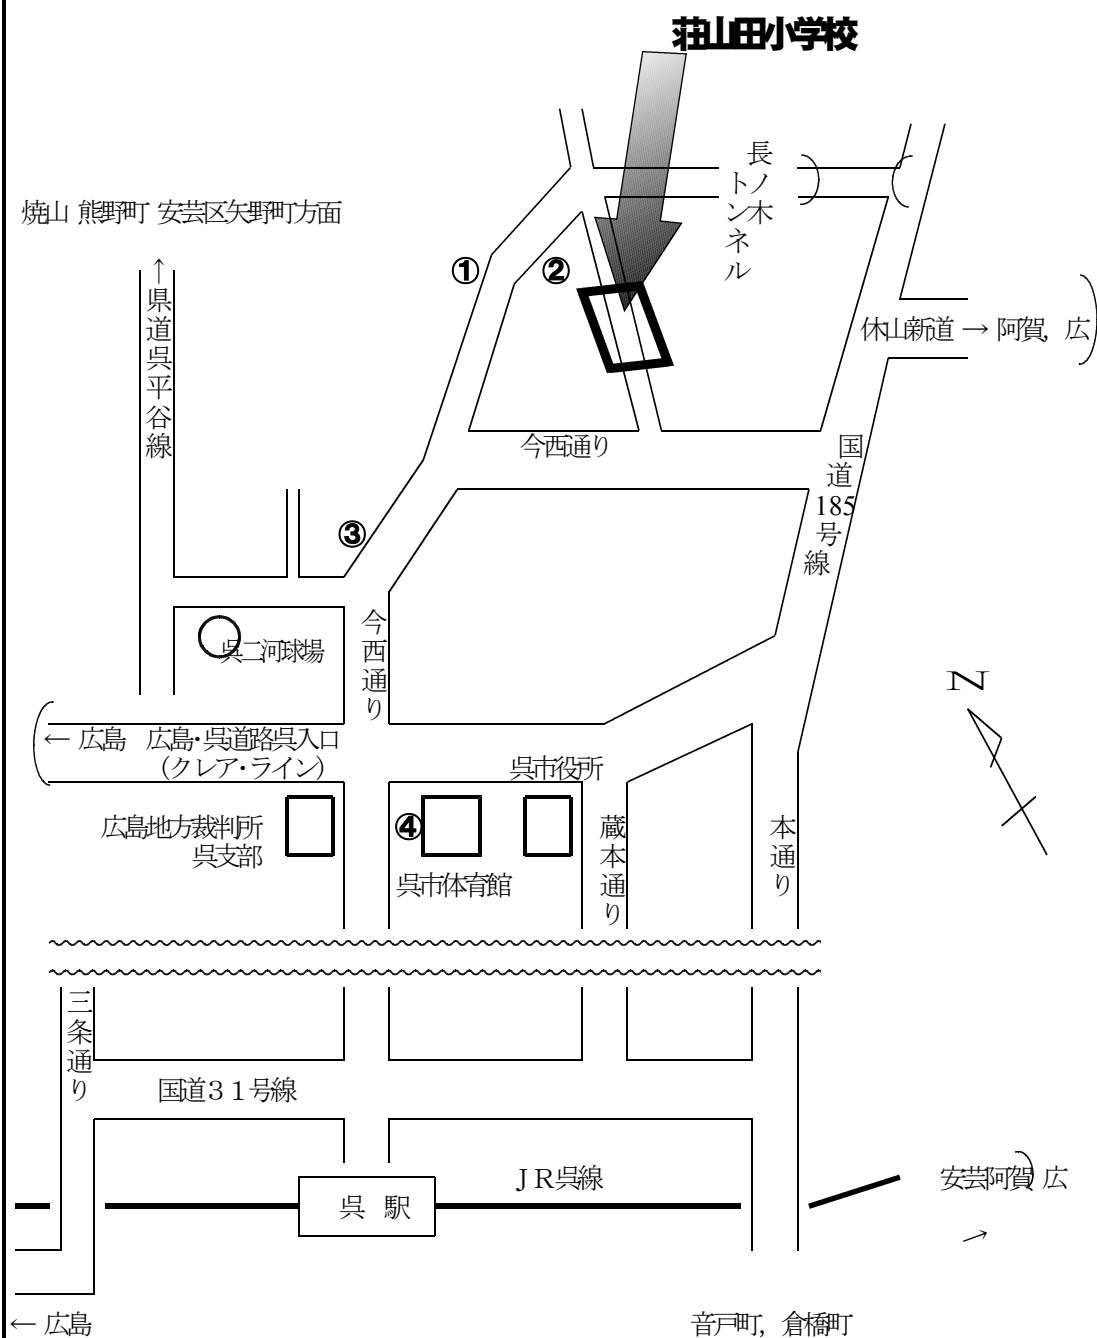 荘山田小学校
長ノ木
トンネル
焼山 熊野町 安芸区矢野町方面
①
②
↑県道呉平谷線
休山新道 → 阿賀, 広
今西通り
国道185号線
③
今西通り
呉二河球場
N
← 広島 広島・呉道路呉入口
(クレア・ライン)
呉市役所
広島地方裁判所
呉支部
④
呉市体育館
蔵本通り
本通り
三条通り
国道31号線
JR呉線
呉 駅
安芸阿賀 広
→
← 広島
音戸町, 倉橋町